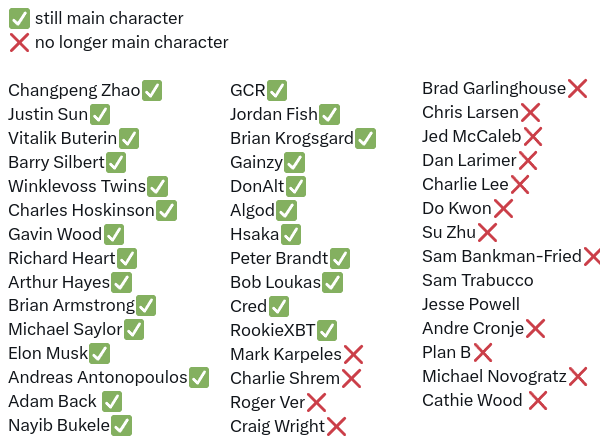 ✅ still main character
❌ no longer main character
Changpeng Zhao✅
Justin Sun✅
Vitalik Buterin✅
Barry Silbert✅
Winklevoss Twins✅
Charles Hoskinson✅
Gavin Wood✅
Richard Heart✅
Arthur Hayes✅
Brian Armstrong✅
Michael Saylor✅
Elon Musk✅
Andreas Antonopoulos✅
Adam Back ✅
Nayib Bukele✅
GCR✅
Jordan Fish✅
Brian Krogsgard✅
Gainzy✅
DonAlt✅
Algod✅
Hsaka✅
Peter Brandt✅
Bob Loukas✅
Cred✅
RookieXBT✅
Mark Karpeles❌
Charlie Shrem❌
Roger Ver❌
Craig Wright❌
Brad Garlinghouse❌
Chris Larsen❌
Jed McCaleb❌
Dan Larimer❌
Charlie Lee❌
Do Kwon❌
Su Zhu❌
Sam Bankman-Fried❌
Sam Trabucco
Jesse Powell
Andre Cronje❌
Plan B❌
Michael Novogratz❌
Cathie Wood ❌